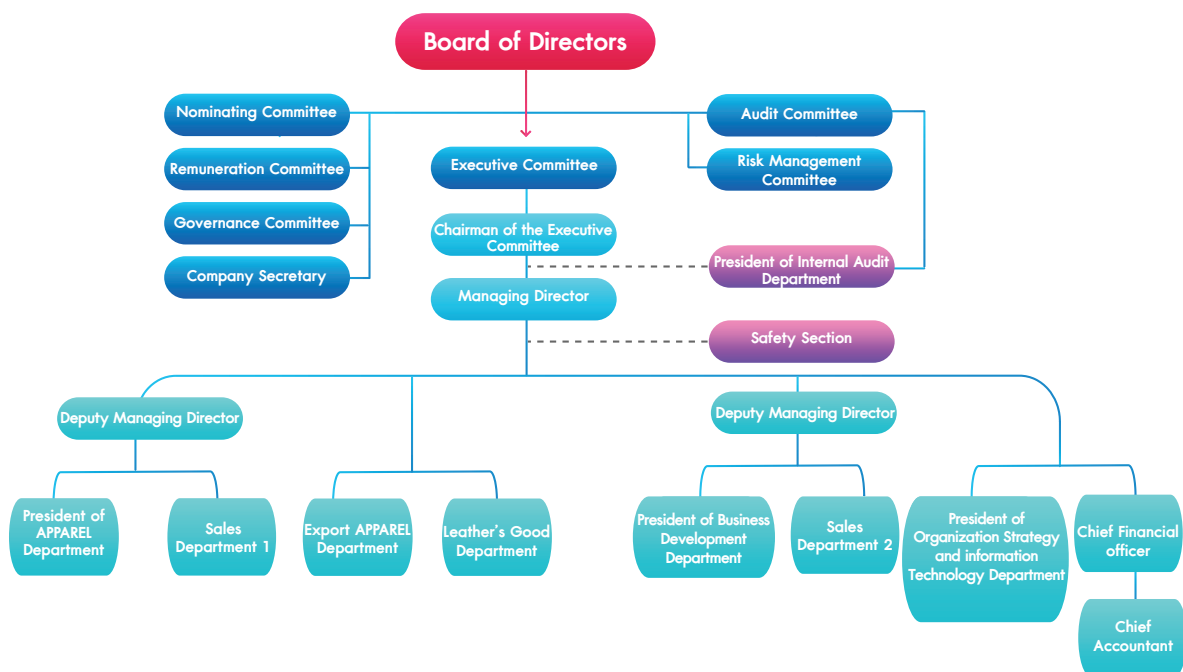 Board of Directors
Nominating Committee
Audit Committee
Executive Committee
Remuneration Committee
Risk Management
Committee
Governance Committee
Chairman of the Executive
Committee
Company Secretary
President of Internal Audit
Department
Managing Director
Safety Section
Deputy Managing Director
Deputy Managing Director
President of
APPAREL
Department
Sales
Department 1
Export APPAREL
Department
Leather's Good
Department
President of Business
Development
Department
Sales
Department 2
President of
Organization Strategy
and information
Technology Department
Chief Financial
officer
Chief
Accountant